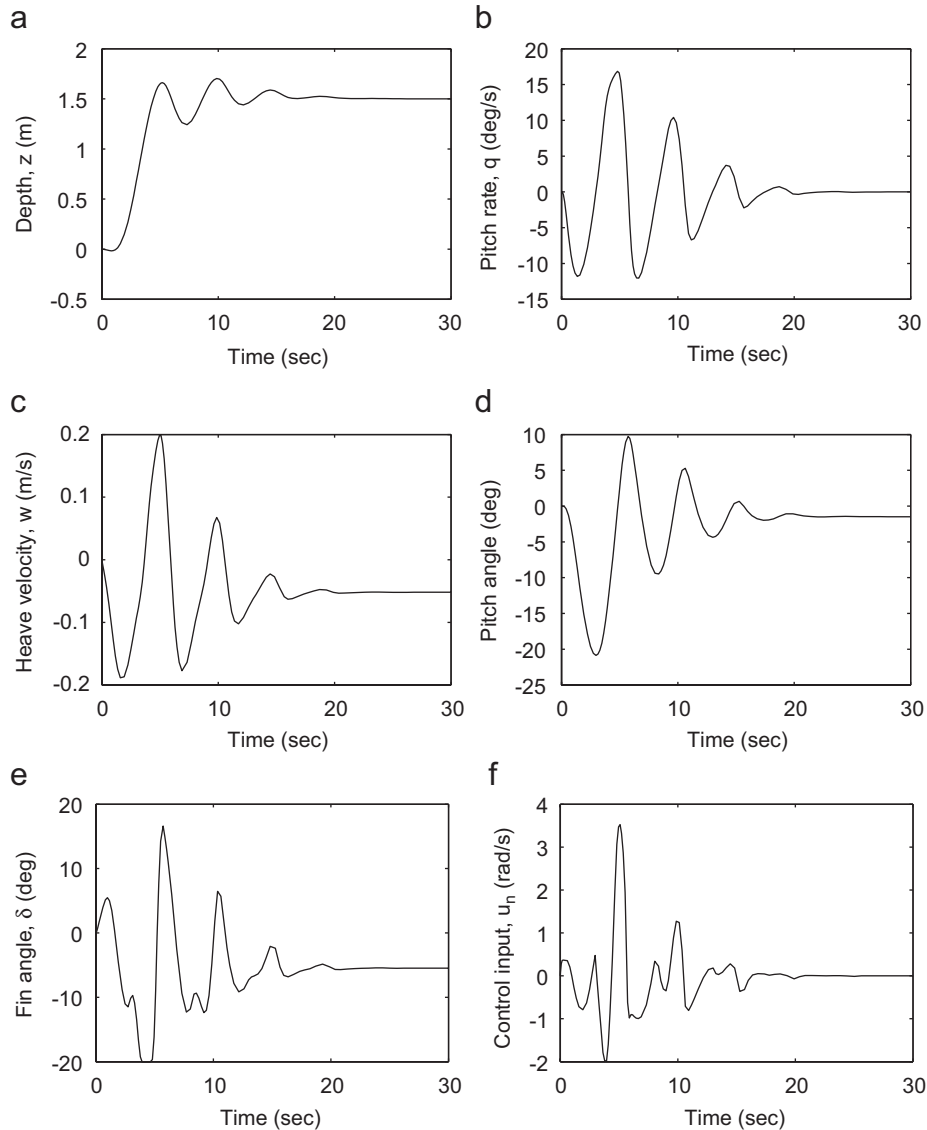 a
2
1.5
1
0.5
0
-0.5
0 10 20 30
Depth, z (m)
Time (sec)
b
20
15
10
5
0
-5
-10
-15
0 10 20 30
Pitch rate, q (deg/s)
Time (sec)
c
0.2
0.1
0
-0.1
-0.2
0 10 20 30
Heave velocity, w (m/s)
Time (sec)
d
10
5
0
-5
-10
-15
-20
-25
0 10 20 30
Pitch angle (deg)
Time (sec)
e
20
10
0
-10
-20
0 10 20 30
Fin angle, δ (deg)
Time (sec)
f
4
3
2
1
0
-1
-2
0 10 20 30
Control input, uₙ (rad/s)
Time (sec)